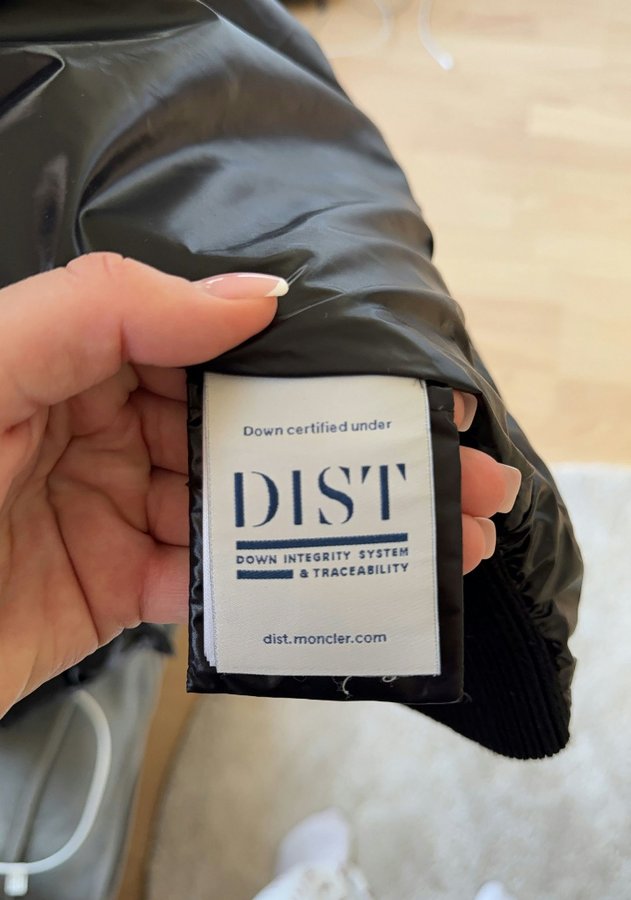 Down certified under
DIST
DOWN INTEGRITY SYSTEM
& TRACEABILITY
dist.moncler.com